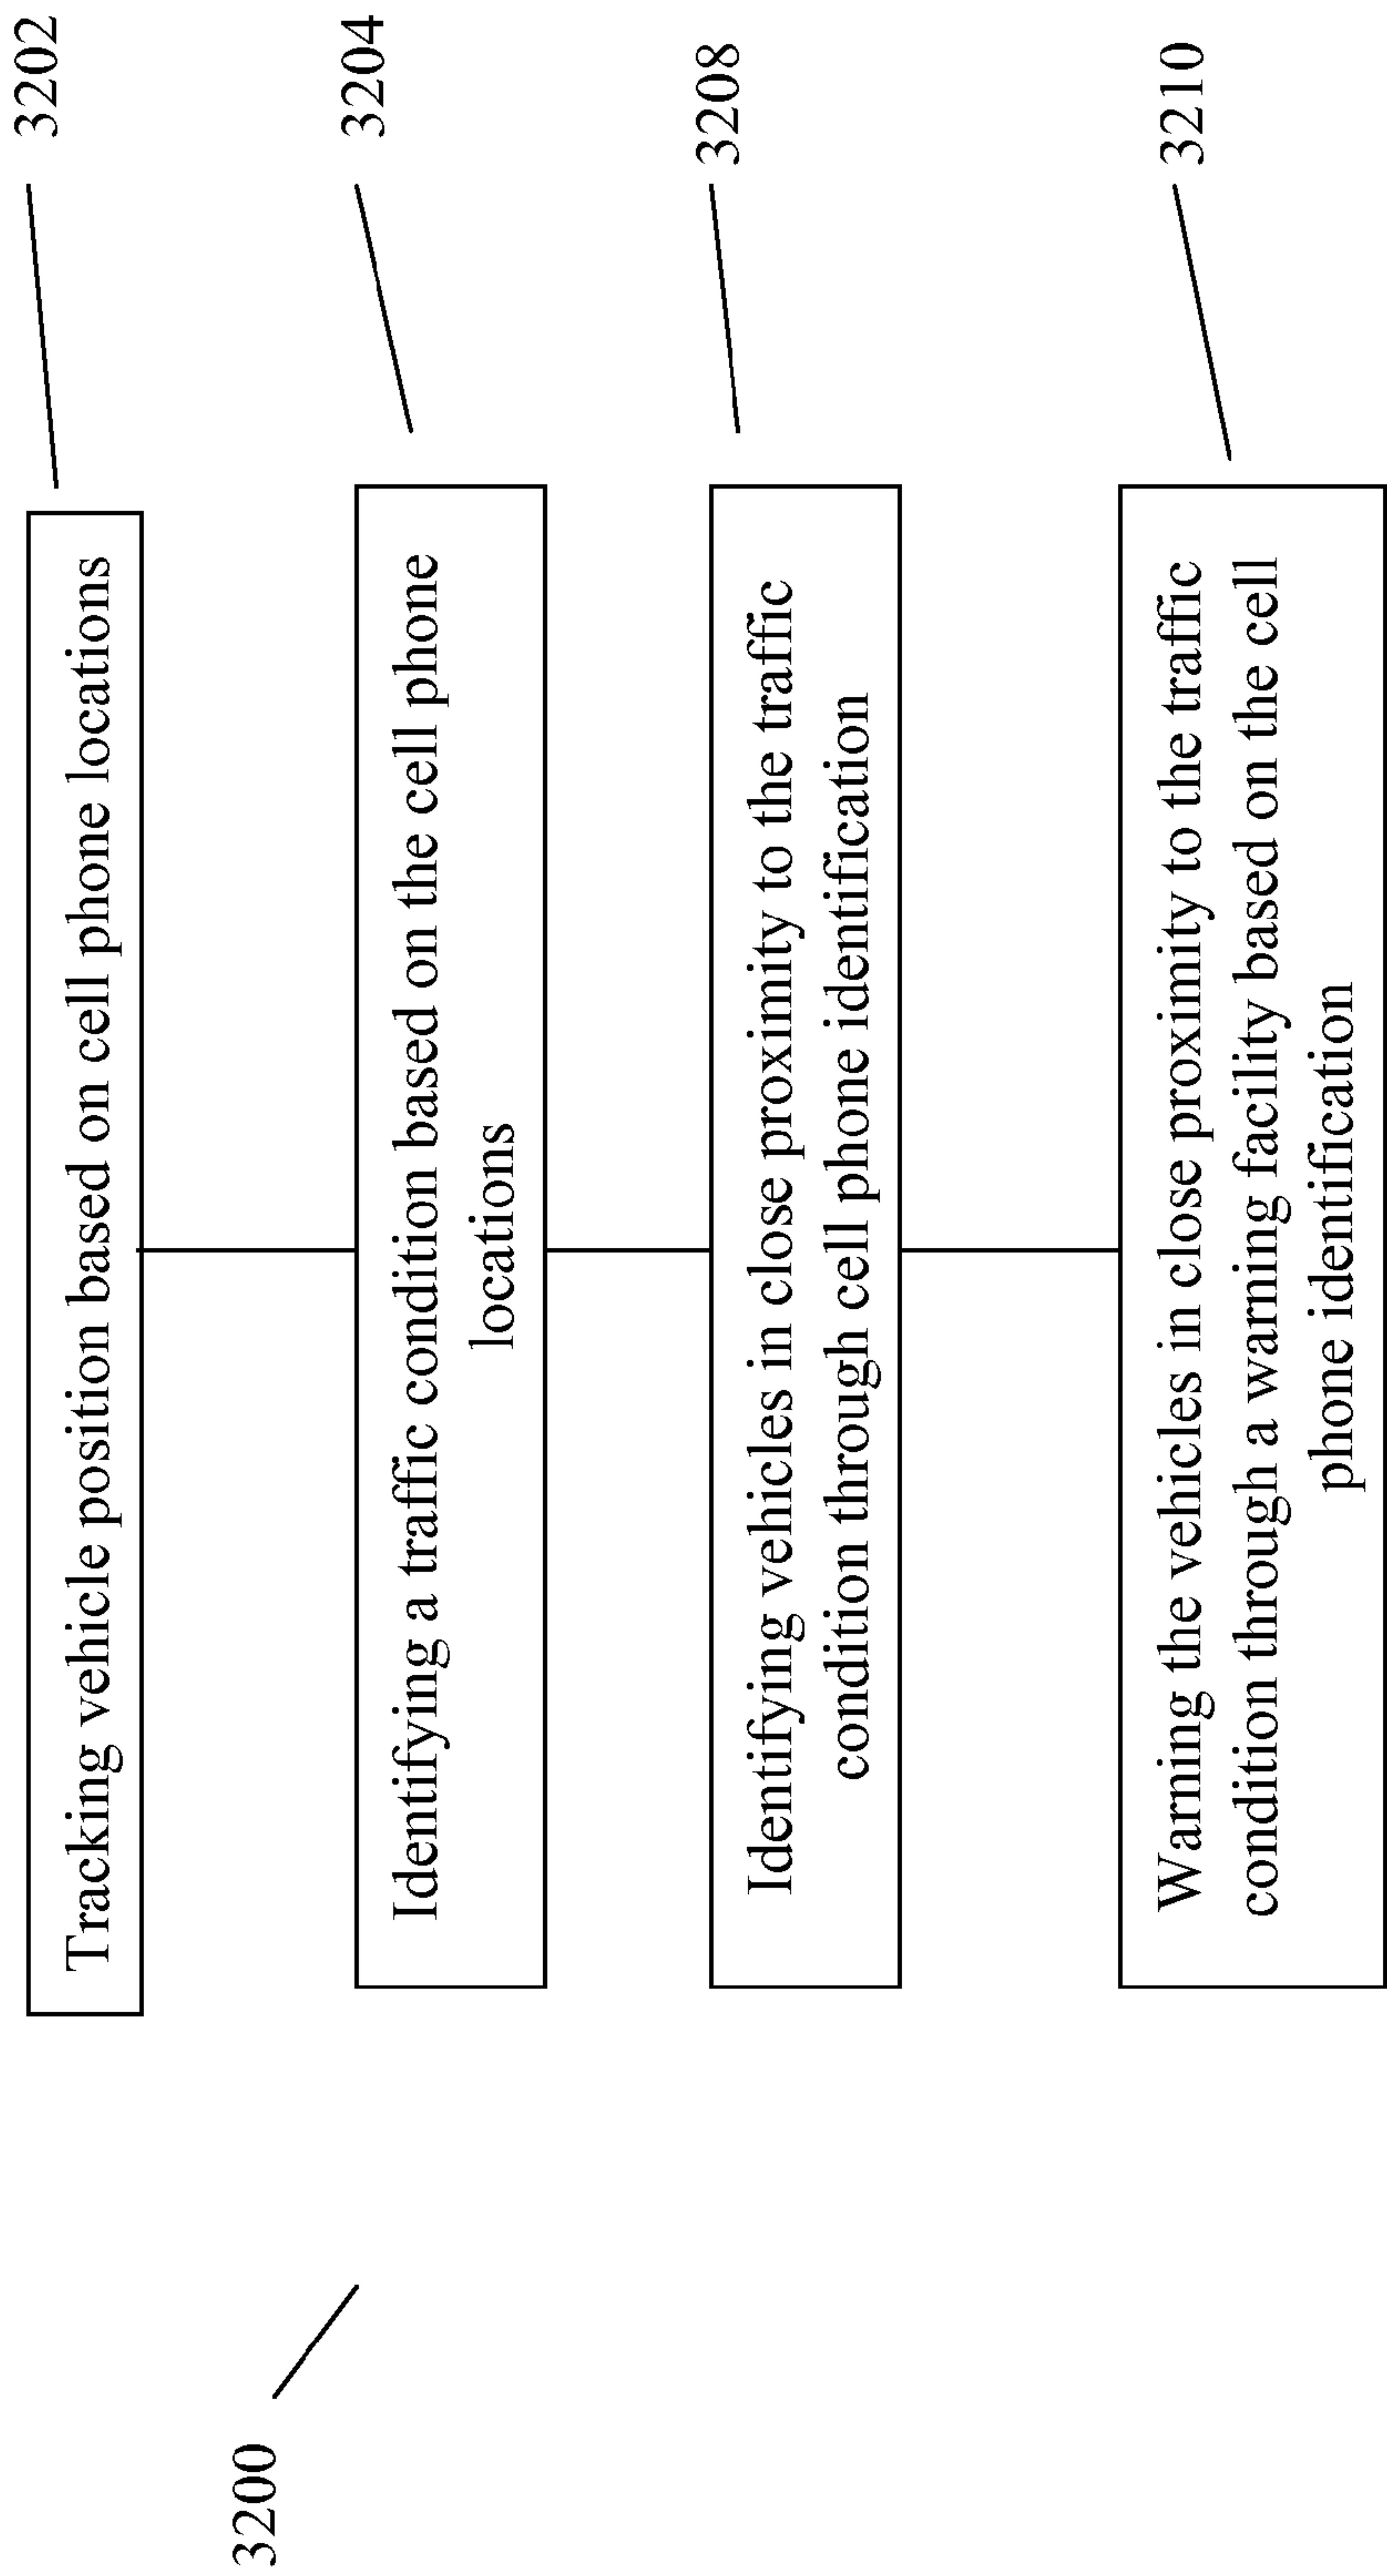 3200
Tracking vehicle position based on cell phone locations
3202
Identifying a traffic condition based on the cell phone
locations
3204
Identifying vehicles in close proximity to the traffic
condition through cell phone identification
3208
Warning the vehicles in close proximity to the traffic
condition through a warning facility based on the cell
phone identification
3210